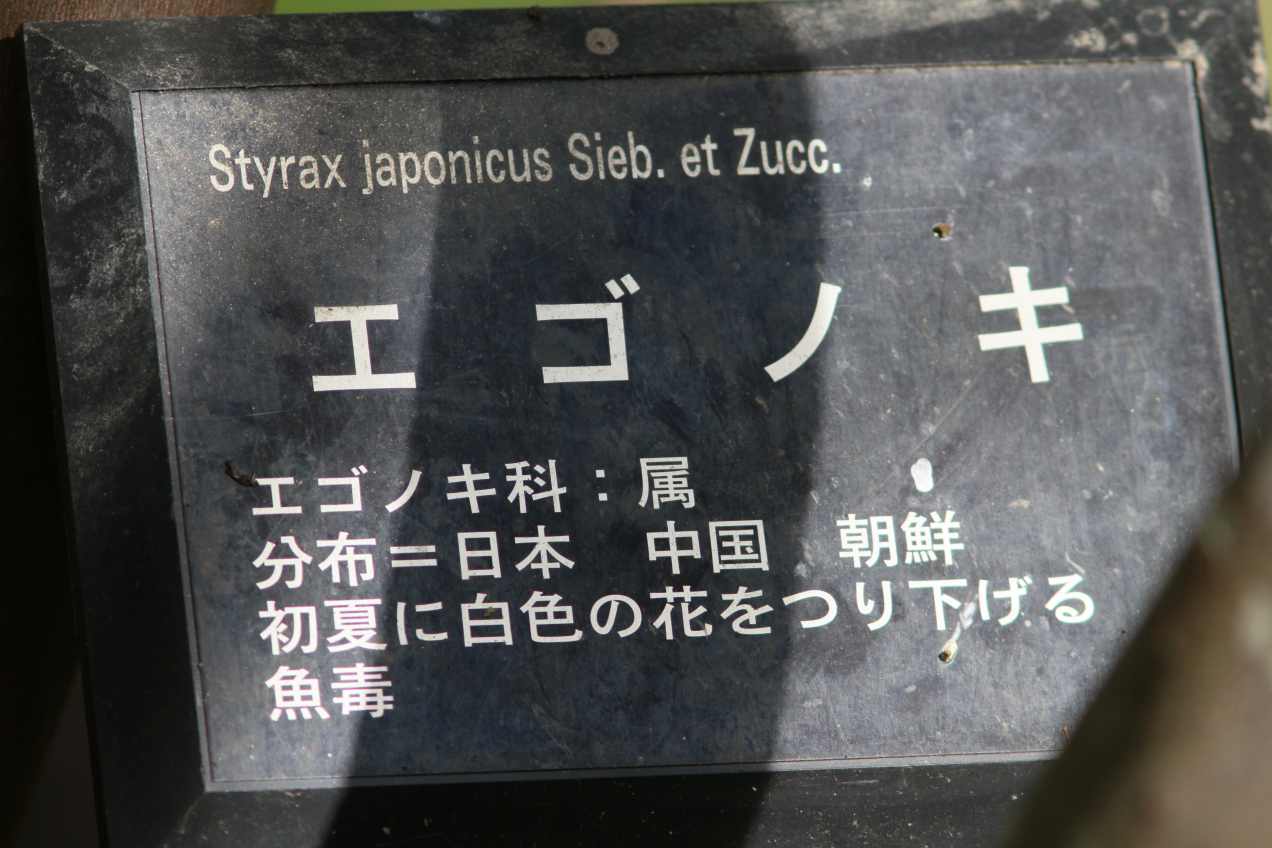 Styrax japonicus Sieb. et Zucc.
エゴノキ
エゴノキ科：属
分布＝日本　中国　朝鮮
初夏に白色の花をつり下げる
魚毒